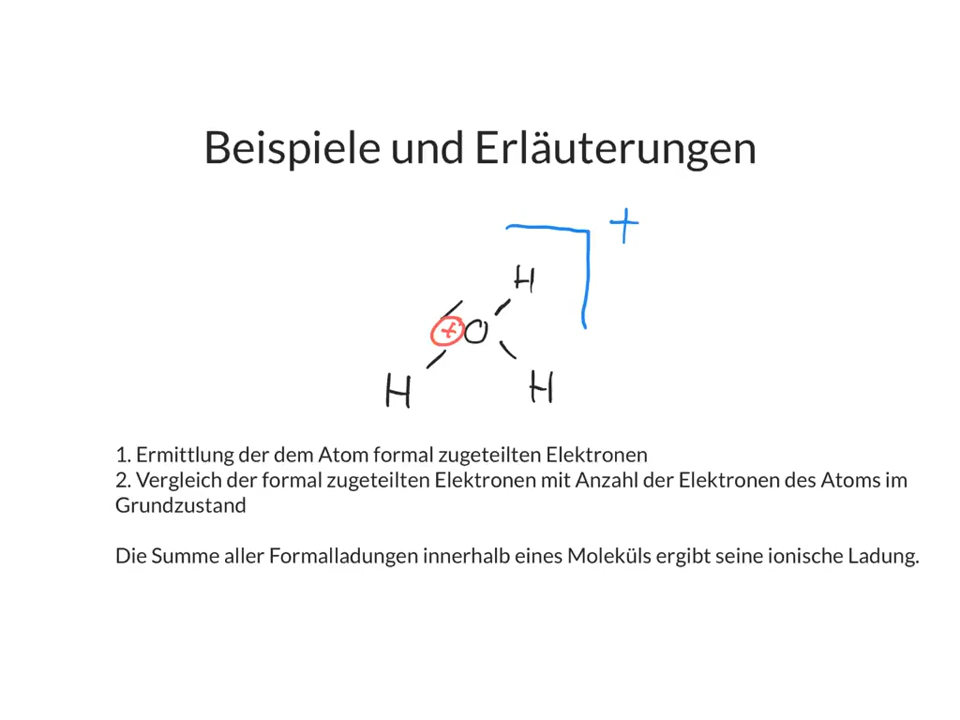 Beispiele und Erläuterungen
+
H
+ O
H H
1. Ermittlung der dem Atom formal zugeteilten Elektronen
2. Vergleich der formal zugeteilten Elektronen mit Anzahl der Elektronen des Atoms im
Grundzustand
Die Summe aller Formalladungen innerhalb eines Moleküls ergibt seine ionische Ladung.